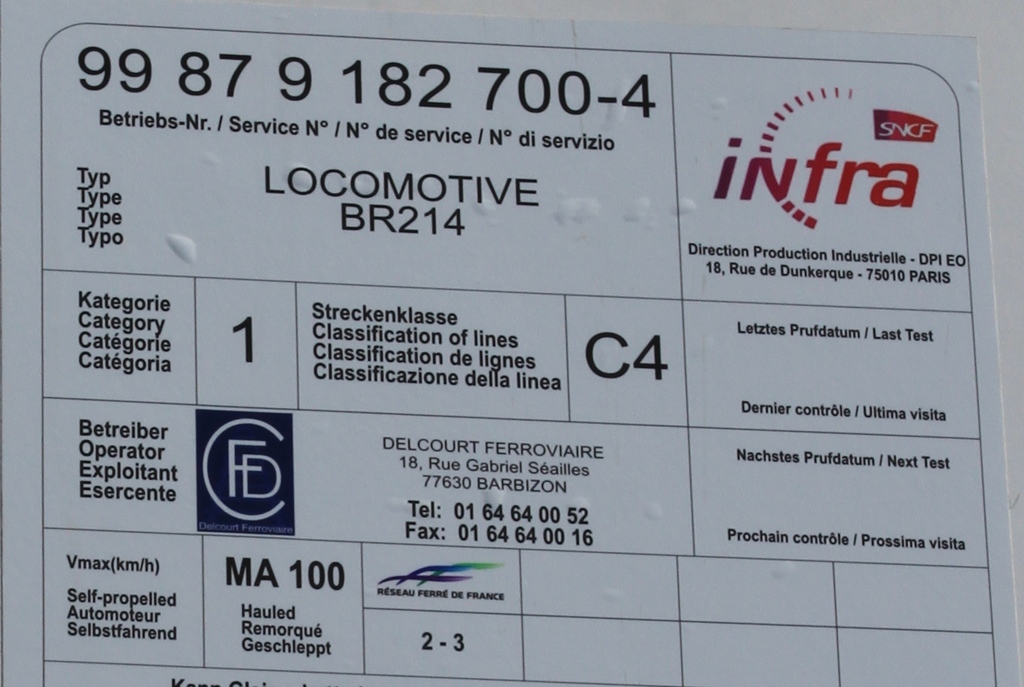 99 87 9 182 700-4
Betriebs-Nr. / Service N° / N° de service / N° di servizio
Typ
Type
Type
Typo
LOCOMOTIVE
BR214
SNCF
infra
Direction Production Industrielle - DPI EO
18, Rue de Dunkerque - 75010 PARIS
Kategorie
Category
Catégorie
Catégoria
1
Streckenklasse
Classification of lines
Classification de lignes
Classificazione della linea
C4
Letztes Prufdatum / Last Test
Dernier contrôle / Ultima visita
Betreiber
Operator
Exploitant
Esercente
CFD
Delcourt Ferroviaire
DELCOURT FERROVIAIRE
18, Rue Gabriel Séailles
77630 BARBIZON
Tel: 01 64 64 00 52
Fax: 01 64 64 00 16
Nachstes Prufdatum / Next Test
Prochain contrôle / Prossima visita
Vmax(km/h)
Self-propelled
Automoteur
Selbstfahrend
MA 100
Hauled
Remorqué
Geschleppt
RÉSEAU FERRÉ DE FRANCE
2 - 3